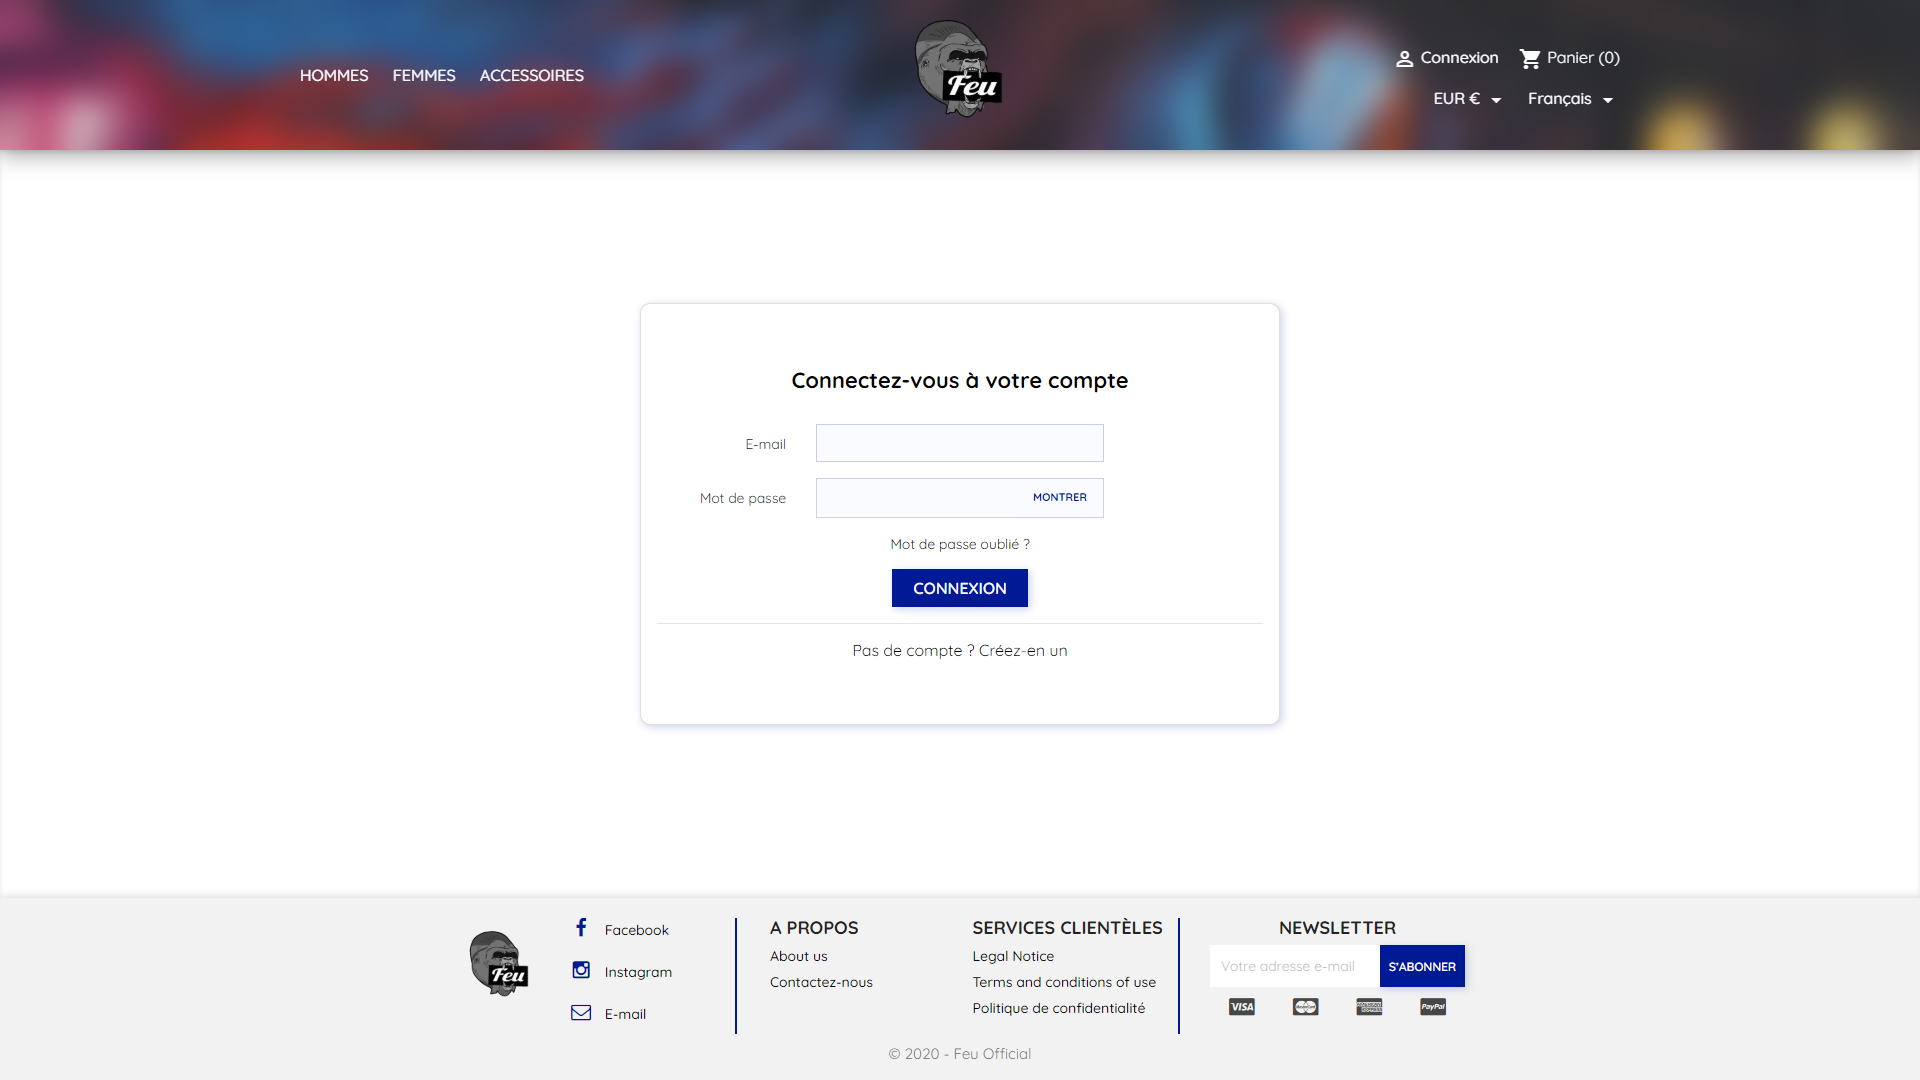 HOMMES FEMMES ACCESSOIRES
Feu
Connexion Panier (0)
EUR € Français
Connectez-vous à votre compte
E-mail
Mot de passe MONTRER
Mot de passe oublié ?
CONNEXION
Pas de compte ? Créez-en un
Feu
Facebook
Instagram
E-mail
A PROPOS
About us
Contactez-nous
SERVICES CLIENTÈLES
Legal Notice
Terms and conditions of use
Politique de confidentialité
NEWSLETTER
Votre adresse e-mail S'ABONNER
VISA PayPal
© 2020 - Feu Official